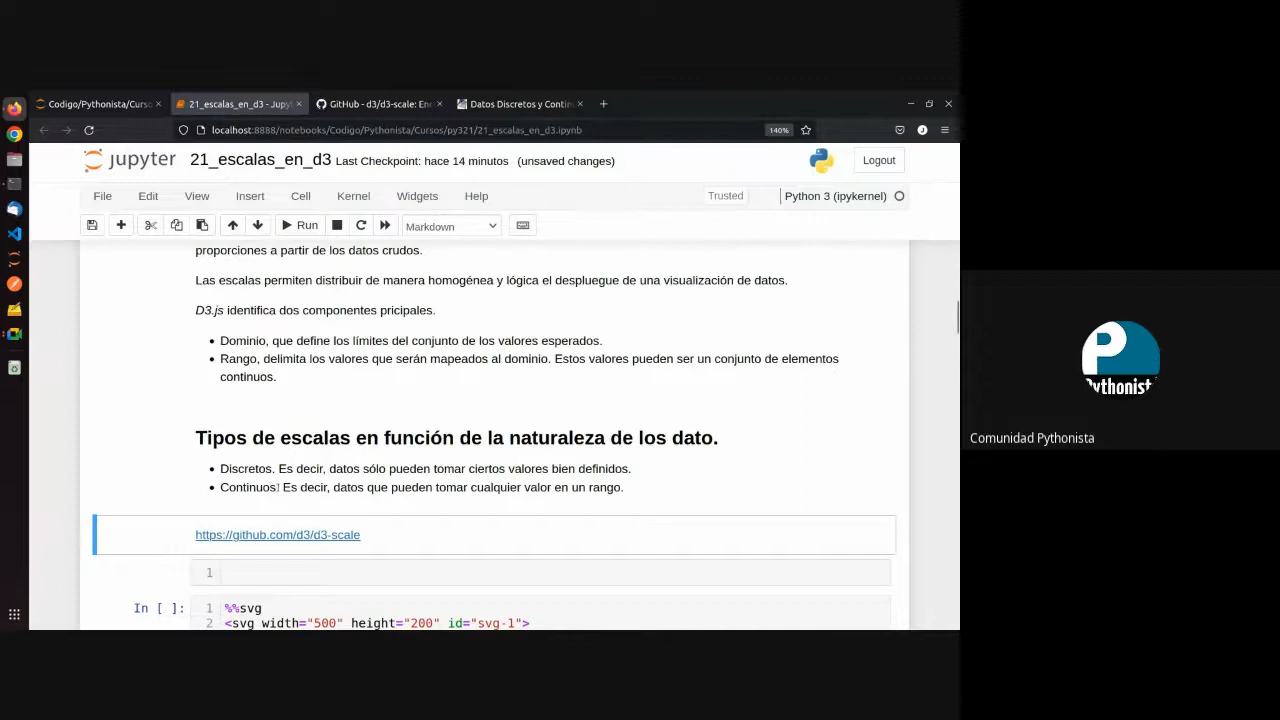 Codigo/Pythonista/Curso
21_escalas_en_d3 - Jupyt
GitHub - d3/d3-scale: Enc
Datos Discretos y Contin
localhost:8888/notebooks/Codigo/Pythonista/Cursos/py321/21_escalas_en_d3.ipynb
140%
jupyter 21_escalas_en_d3 Last Checkpoint: hace 14 minutos (unsaved changes)
Logout
File Edit View Insert Cell Kernel Widgets Help
Trusted
Python 3 (ipykernel)
Run
Markdown
proporciones a partir de los datos crudos.
Las escalas permiten distribuir de manera homogénea y lógica el despluegue de una visualización de datos.
D3.js identifica dos componentes pricipales.
Dominio, que define los límites del conjunto de los valores esperados.
Rango, delimita los valores que serán mapeados al dominio. Estos valores pueden ser un conjunto de elementos
continuos.
Tipos de escalas en función de la naturaleza de los dato.
Discretos. Es decir, datos sólo pueden tomar ciertos valores bien definidos.
Continuos. Es decir, datos que pueden tomar cualquier valor en un rango.
https://github.com/d3/d3-scale
1
In [ ]:
1 %%svg
2 <svg width="500" height="200" id="svg-1">
Pythonist
Comunidad Pythonista